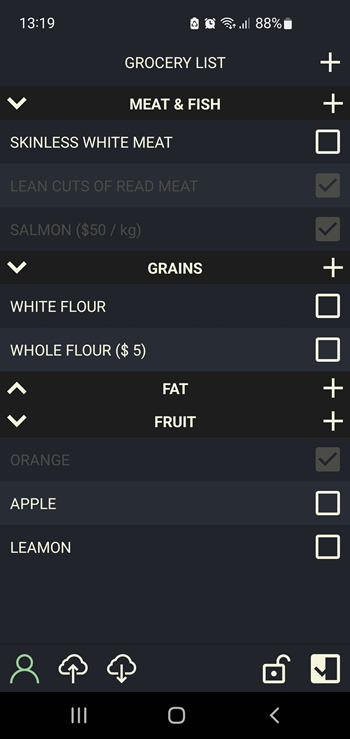 13:19
88%
GROCERY LIST
MEAT & FISH
SKINLESS WHITE MEAT
LEAN CUTS OF READ MEAT
SALMON ($50 / kg)
GRAINS
WHITE FLOUR
WHOLE FLOUR ($ 5)
FAT
FRUIT
ORANGE
APPLE
LEAMON